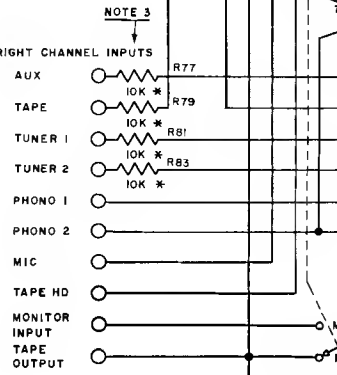 NOTE 3
RIGHT CHANNEL INPUTS
AUX
R77
10K *
TAPE
R79
10K *
TUNER 1
R81
10K *
TUNER 2
R83
10K *
PHONO 1
PHONO 2
MIC
TAPE HD
MONITOR
INPUT
TAPE
OUTPUT